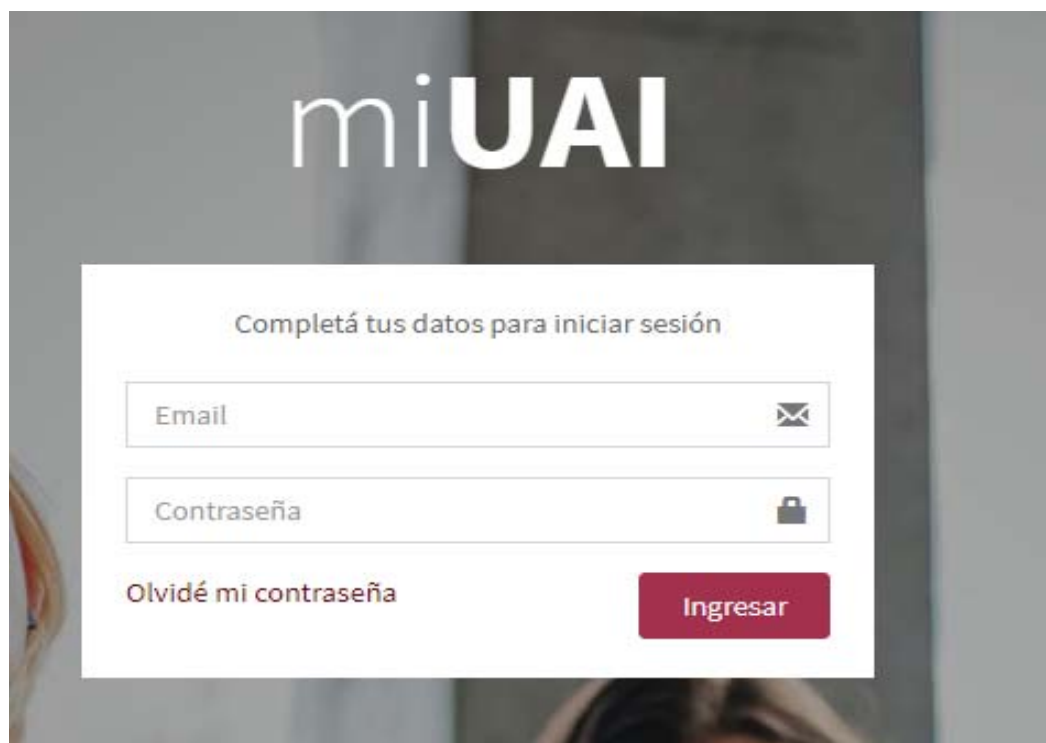 miUAI
Completá tus datos para iniciar sesión
Email
Contraseña
Olvidé mi contraseña
Ingresar